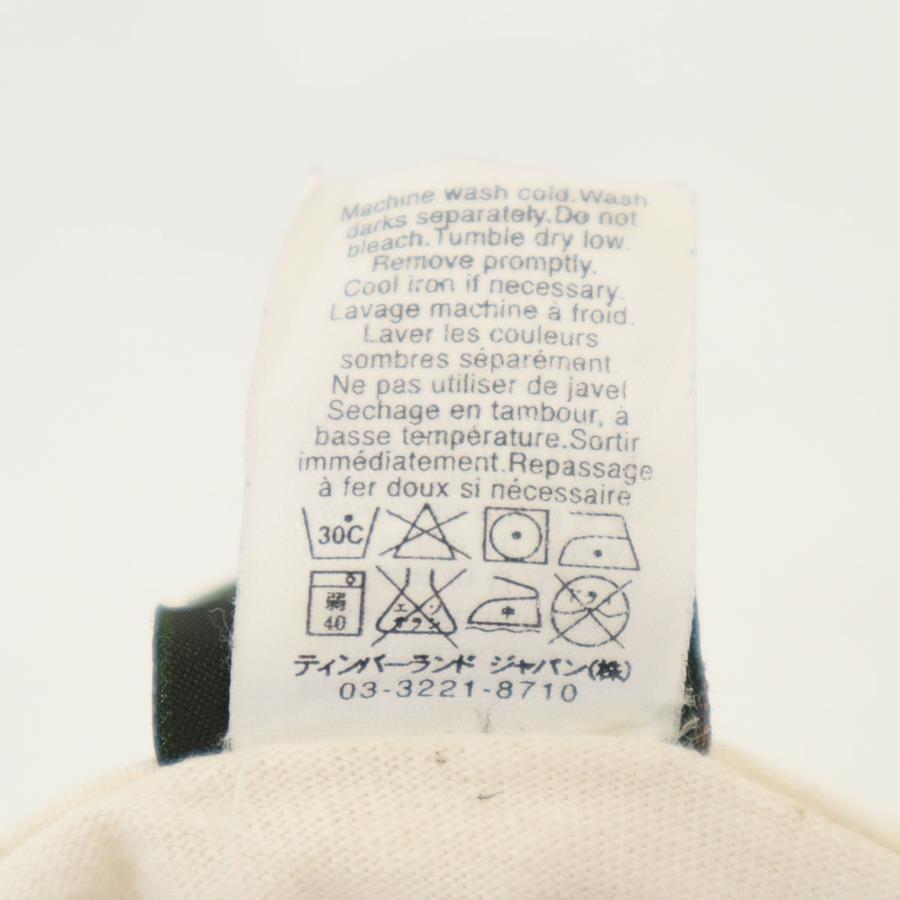 Machine wash cold.Wash
darks separately.Do not
bleach.Tumble dry low.
Remove promptly.
Cool iron if necessary.
Lavage machine à froid.
Laver les couleurs
sombres séparément
Ne pas utiliser de javel
Sechage en tambour, à
basse température.Sortir
immédiatement.Repassage
à fer doux si nécessaire
30C
弱 エンソ 中 ドライ
40 サラシ
ティンバーランド ジャパン(株)
03-3221-8710